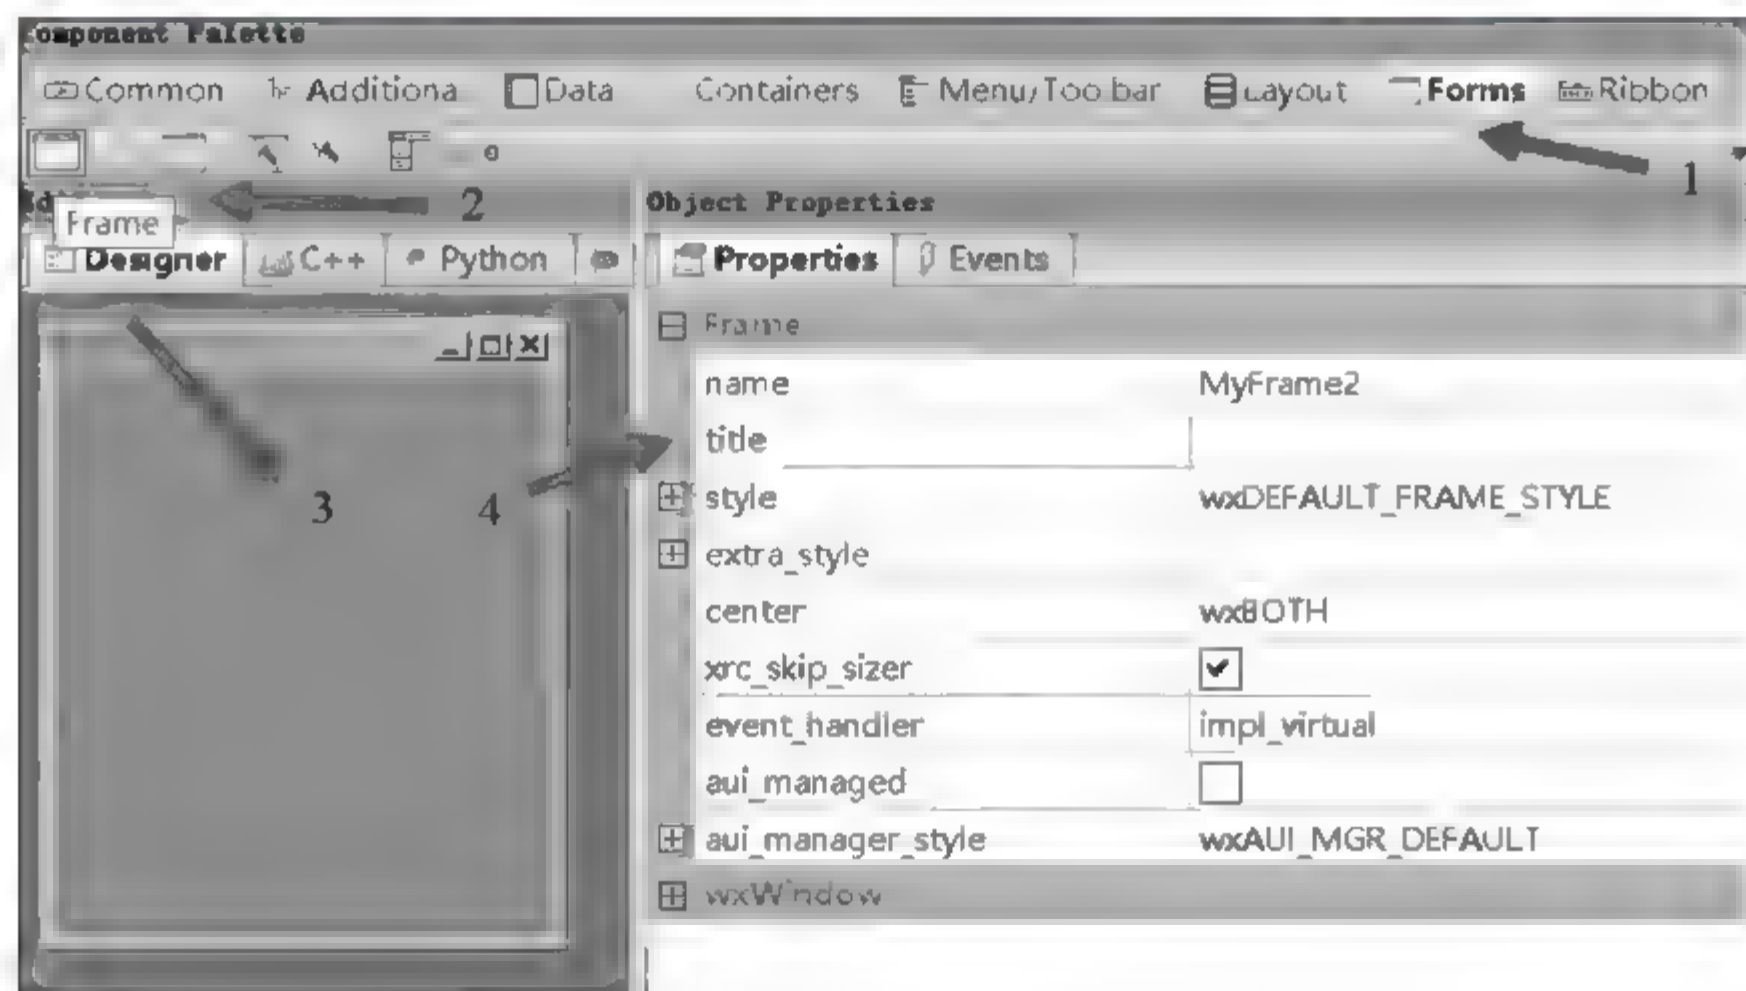 omponent Palette
Common Additiona Data Containers Menu/Too bar Layout Forms Ribbon
1
2
Frame
Object Properties
Designer C++ Python
Properties Events
Frame
name MyFrame2
title
3 4
style wxDEFAULT_FRAME_STYLE
extra_style
center wxBOTH
xrc_skip_sizer
event_handler impl_virtual
aui_managed
aui_manager_style wxAUI_MGR_DEFAULT
wxWindow